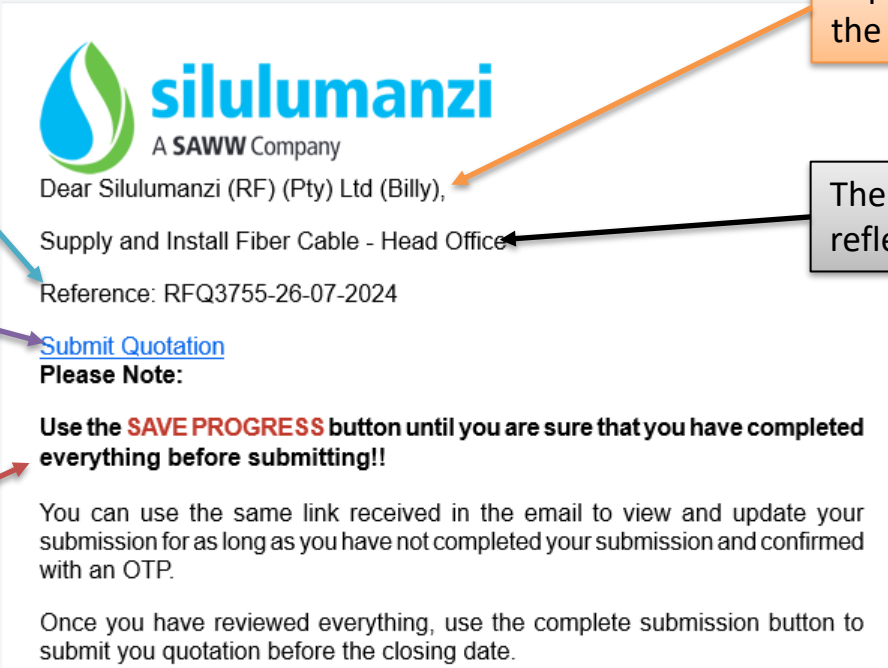 the
silulumanzi
A SAWW Company
Dear Silulumanzi (RF) (Pty) Ltd (Billy),
The
Supply and Install Fiber Cable - Head Office
Reference: RFQ3755-26-07-2024
Submit Quotation
Please Note:
Use the SAVE PROGRESS button until you are sure that you have completed
everything before submitting!!
You can use the same link received in the email to view and update your
submission for as long as you have not completed your submission and confirmed
with an OTP.
Once you have reviewed everything, use the complete submission button to
submit you quotation before the closing date.